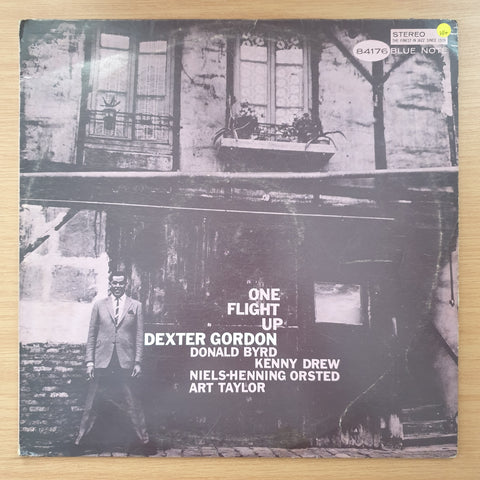 STEREO
THE FINEST IN JAZZ SINCE 1939
84176 BLUE NOTE
ONE
FLIGHT
UP
DEXTER GORDON
DONALD BYRD
KENNY DREW
NIELS-HENNING ORSTED
ART TAYLOR